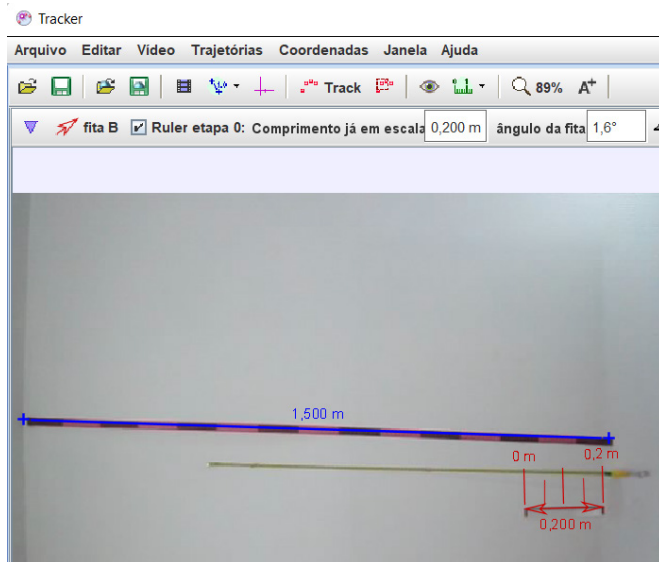 Tracker
Arquivo Editar Vídeo Trajetórias Coordenadas Janela Ajuda
Track 89% A+
fita B Ruler etapa 0: Comprimento já em escala 0,200 m ângulo da fita 1,6°
1,500 m
0 m 0,2 m
0,200 m